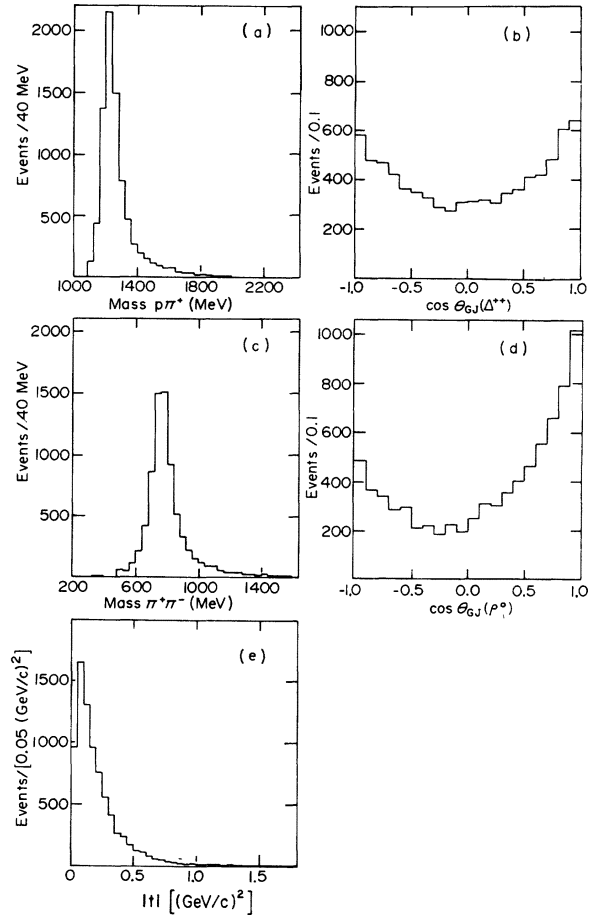 (a)
Events/40 MeV
2000
1500
1000
500
1000 1400 1800 2200
Mass pπ⁺ (MeV)
(b)
Events /0.1
1000
800
600
400
200
0
-1.0 -0.5 0.0 0.5 1.0
cos θGJ(Δ⁺⁺)
(c)
Events/40 MeV
2000
1500
1000
500
200 600 1000 1400
Mass π⁺π⁻ (MeV)
(d)
Events /0.1
1000
800
600
400
200
0
-1.0 -0.5 0.0 0.5 1.0
cos θGJ(ρ°)
(e)
Events/[0.05 (GeV/c)²]
1500
1000
500
0 0.5 1.0 1.5
|t| [(GeV/c)²]